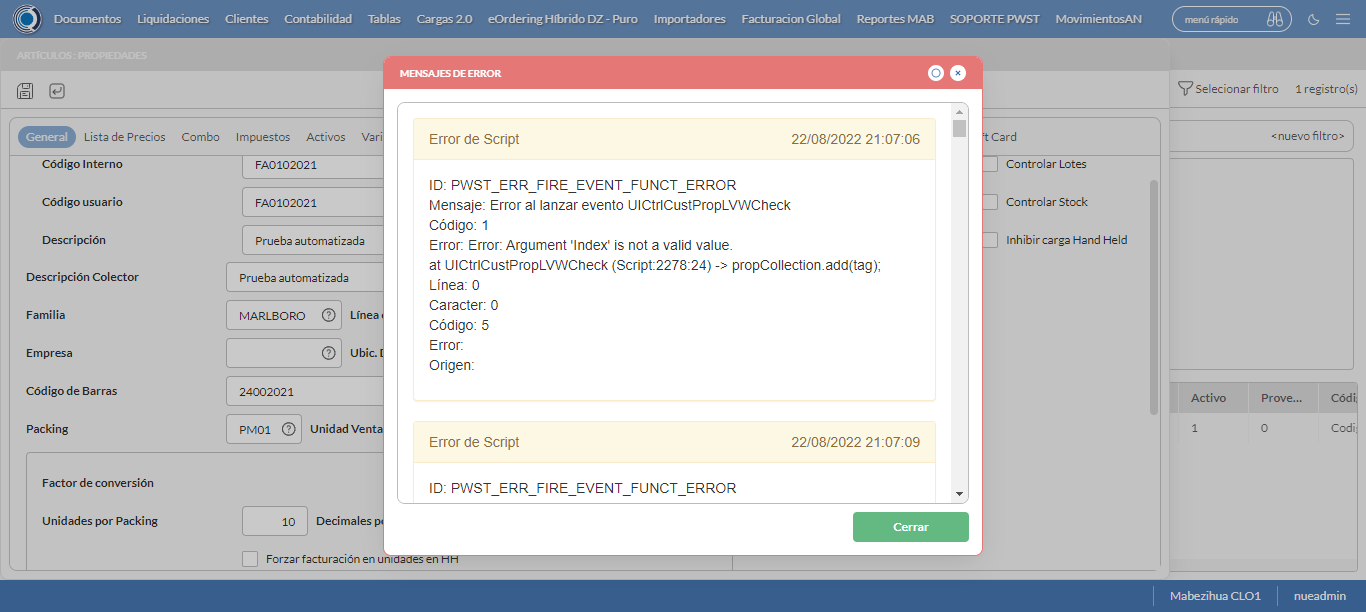 Documentos Liquidaciones Clientes Contabilidad Tablas Cargas 2.0 eOrdering Híbrido DZ - Puro Importadores Facturacion Global Reportes MAB SOPORTE PWST MovimientosAN menú rápido
ARTÍCULOS : PROPIEDADES
MENSAJES DE ERROR
Selecionar filtro 1 registro(s)
General Lista de Precios Combo Impuestos Activos Vari
t Card
<nuevo filtro>
Error de Script 22/08/2022 21:07:06
Código Interno FA0102021
Controlar Lotes
ID: PWST_ERR_FIRE_EVENT_FUNCT_ERROR
Mensaje: Error al lanzar evento UICtrlCustPropLVWCheck
Código usuario FA0102021
Controlar Stock
Código: 1
Descripción Prueba automatizada
Inhibir carga Hand Held
Error: Error: Argument 'Index' is not a valid value.
at UICtrlCustPropLVWCheck (Script:2278:24) -> propCollection.add(tag);
Descripción Colector Prueba automatizada
Línea: 0
Caracter: 0
Familia MARLBORO Línea
Código: 5
Error:
Empresa Ubic.
Origen:
Código de Barras 24002021
Activo Prove... Códi
Packing PM01 Unidad Venta
1 0 Codi
Error de Script 22/08/2022 21:07:09
Factor de conversión
ID: PWST_ERR_FIRE_EVENT_FUNCT_ERROR
Unidades por Packing 10 Decimales
Cerrar
Forzar facturación en unidades en HH
Mabezihua CLO1 nueadmin